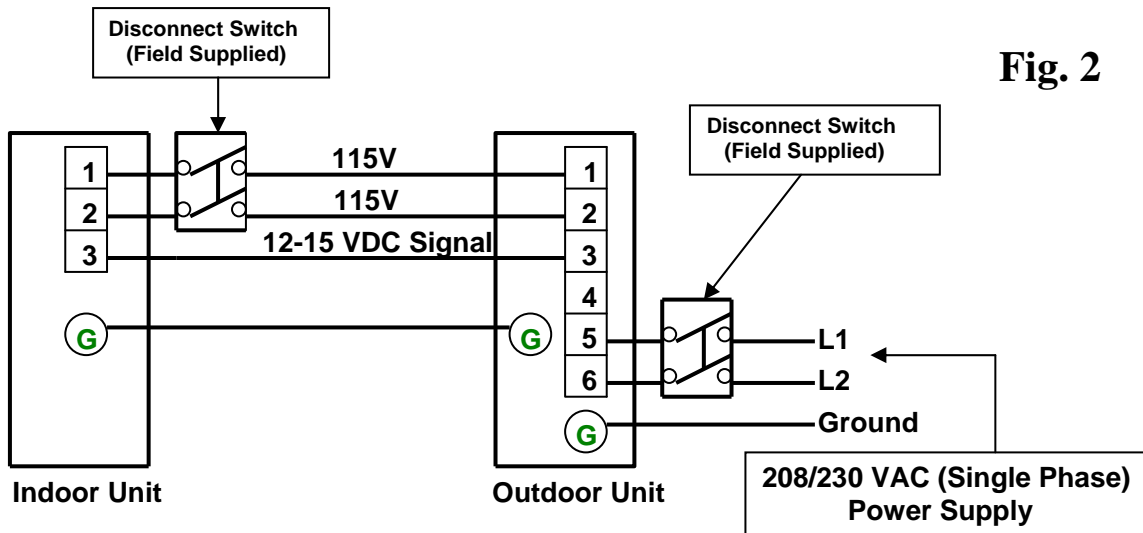 Disconnect Switch
(Field Supplied)
Fig. 2
Disconnect Switch
(Field Supplied)
1 115V 1
2 115V 2
3 12-15 VDC Signal 3
4
G G 5 L1
6 L2
G Ground
Indoor Unit Outdoor Unit
208/230 VAC (Single Phase)
Power Supply